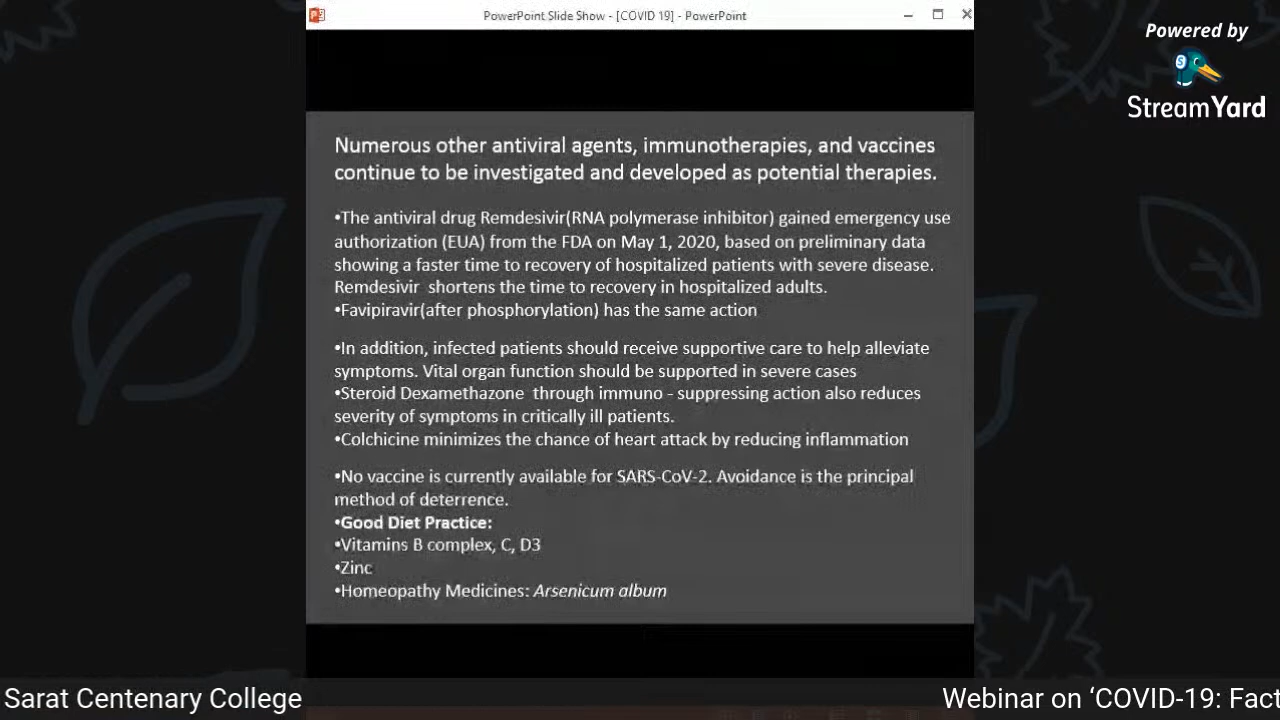 PowerPoint Slide Show - [COVID 19] - PowerPoint
Powered by
StreamYard
Numerous other antiviral agents, immunotherapies, and vaccines
continue to be investigated and developed as potential therapies.
•The antiviral drug Remdesivir(RNA polymerase inhibitor) gained emergency use
authorization (EUA) from the FDA on May 1, 2020, based on preliminary data
showing a faster time to recovery of hospitalized patients with severe disease.
Remdesivir  shortens the time to recovery in hospitalized adults.
•Favipiravir(after phosphorylation) has the same action
•In addition, infected patients should receive supportive care to help alleviate
symptoms. Vital organ function should be supported in severe cases
•Steroid Dexamethazone  through immuno - suppressing action also reduces
severity of symptoms in critically ill patients.
•Colchicine minimizes the chance of heart attack by reducing inflammation
•No vaccine is currently available for SARS-CoV-2. Avoidance is the principal
method of deterrence.
•Good Diet Practice:
•Vitamins B complex, C, D3
•Zinc
•Homeopathy Medicines: Arsenicum album
Sarat Centenary College
Webinar on ‘COVID-19: Fact